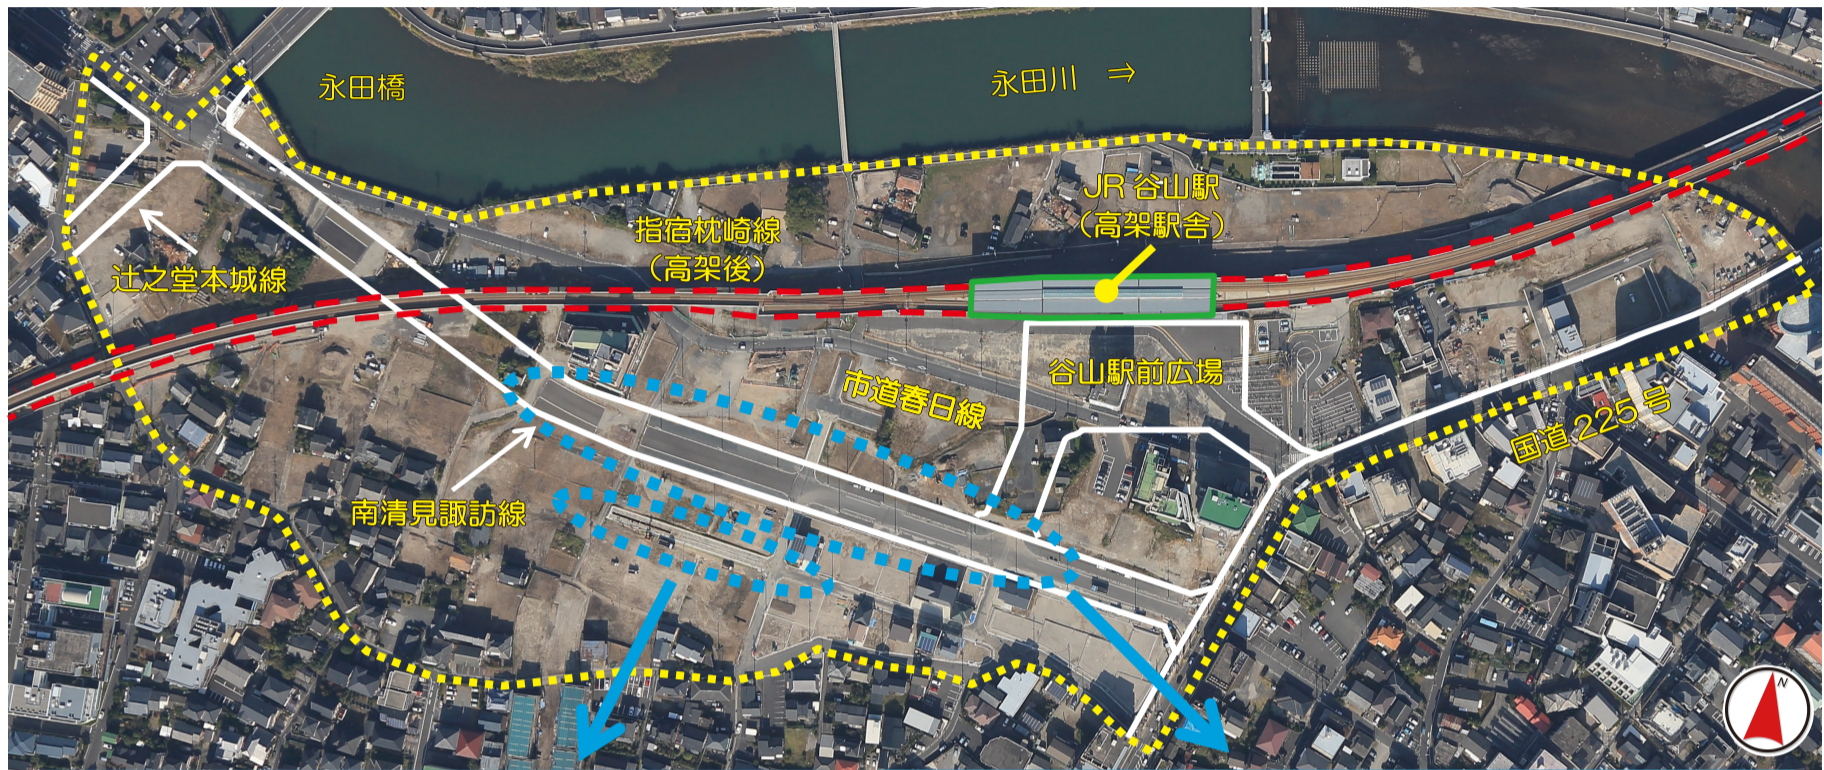 永田橋
永田川 ⇒
JR 谷山駅
(高架駅舎)
指宿枕崎線
(高架後)
辻之堂本城線
谷山駅前広場
市道春日線
国道 225 号
南清見諏訪線
N